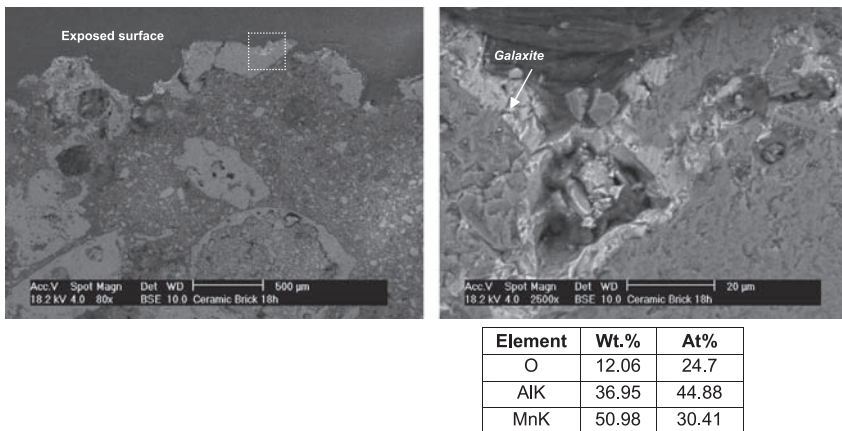 Exposed surface
Acc.V Spot Magn Det WD 500 µm
18.2 kV 4.0 80x BSE 10.0 Ceramic Brick 18h
Galaxite
Acc.V Spot Magn Det WD 20 µm
18.2 kV 4.0 2500x BSE 10.0 Ceramic Brick 18h
Element Wt.% At%
O 12.06 24.7
AlK 36.95 44.88
MnK 50.98 30.41